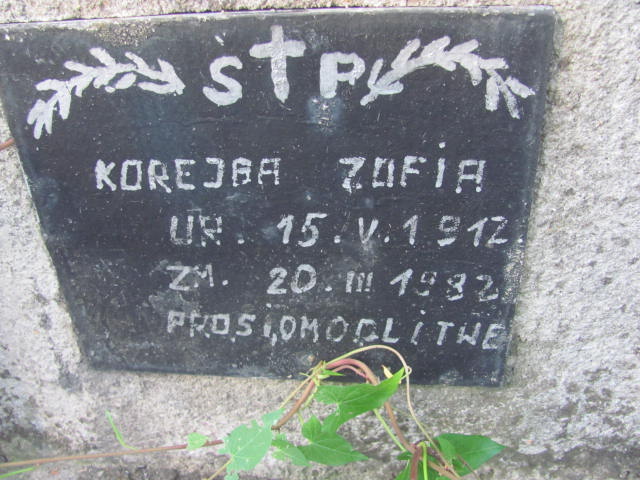 Ś P
KOREJBA ZOFIA
UR. 15.V.1912
ZM. 20.III 1982
PROSI O MODLITWE